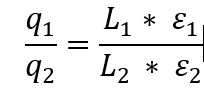 q₁/q₂ = (L₁ * ε₁)/(L₂ * ε₂)